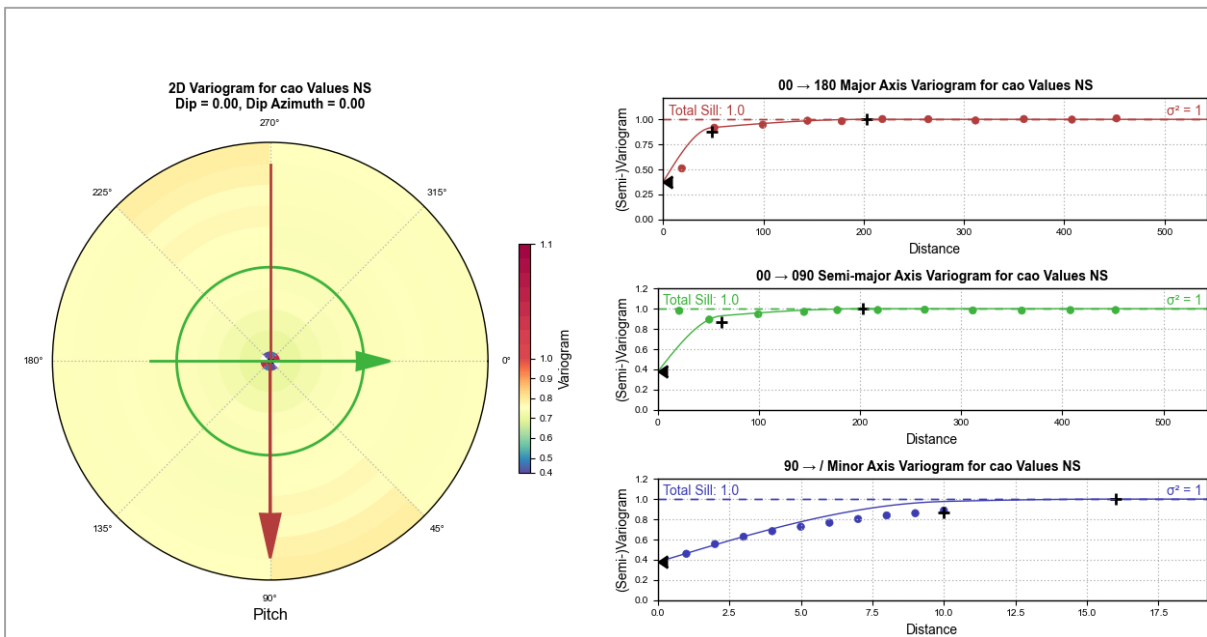 2D Variogram for cao Values NS
Dip = 0.00, Dip Azimuth = 0.00
270°
225°
315°
180°
0°
135°
45°
90°
Pitch
1.1
1.0
0.9
0.8
0.7
0.6
0.5
0.4
Variogram
00 → 180 Major Axis Variogram for cao Values NS
Total Sill: 1.0
σ² = 1
(Semi-)Variogram
1.00
0.75
0.50
0.25
0.00
0 100 200 300 400 500
Distance
00 → 090 Semi-major Axis Variogram for cao Values NS
Total Sill: 1.0
σ² = 1
(Semi-)Variogram
1.2
1.0
0.8
0.6
0.4
0.2
0.0
0 100 200 300 400 500
Distance
90 → / Minor Axis Variogram for cao Values NS
Total Sill: 1.0
σ² = 1
(Semi-)Variogram
1.2
1.0
0.8
0.6
0.4
0.2
0.0
0.0 2.5 5.0 7.5 10.0 12.5 15.0 17.5
Distance